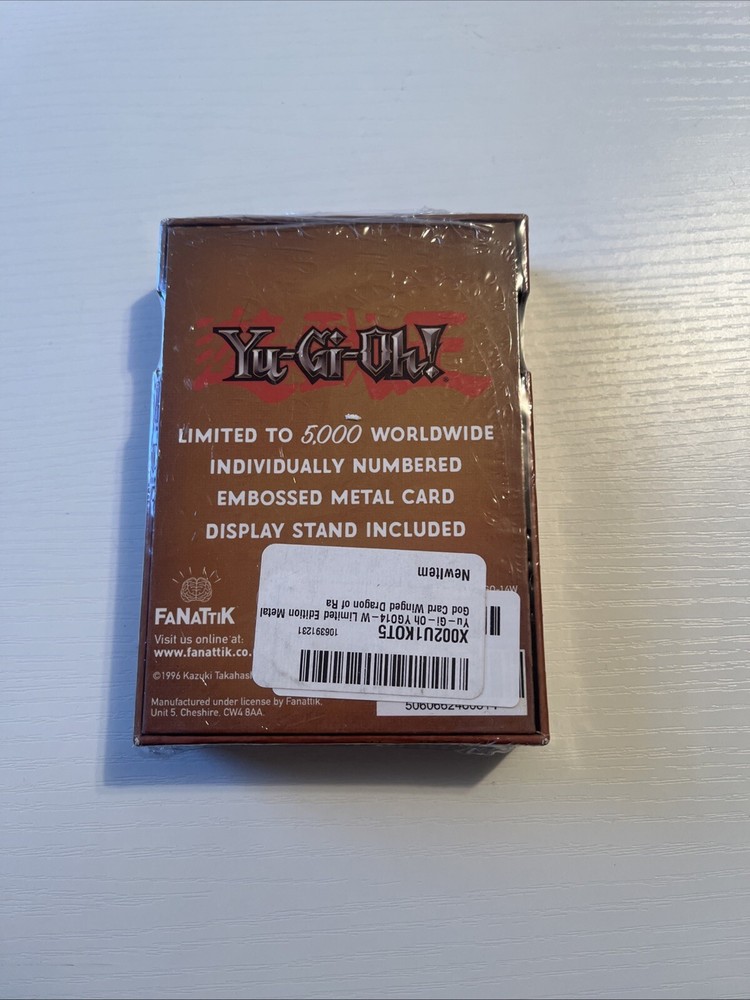 Yu-Gi-Oh!
LIMITED TO 5,000 WORLDWIDE
INDIVIDUALLY NUMBERED
EMBOSSED METAL CARD
DISPLAY STAND INCLUDED
FANATTIK
Visit us online at:
www.fanattik.co.
©1996 Kazuki Takahas
Manufactured under license by Fanattik,
Unit 5, Cheshire. CW4 8AA.
X002U1KOT5
106391231
Yu-Gi-Oh YGO14-W Limited Edition Metal
God Card Winged Dragon of Ra
NewItem